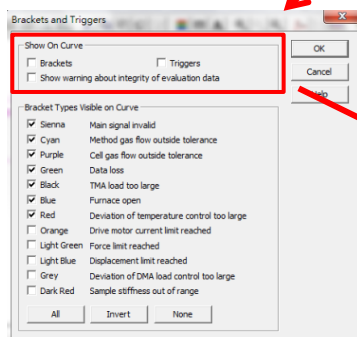 Brackets and Triggers
Show On Curve
Brackets Triggers
Show warning about integrity of evaluation data
OK
Cancel
Help
Bracket Types Visible on Curve
Sienna Main signal invalid
Cyan Method gas flow outside tolerance
Purple Cell gas flow outside tolerance
Green Data loss
Black TMA load too large
Blue Furnace open
Red Deviation of temperature control too large
Orange Drive motor current limit reached
Light Green Force limit reached
Light Blue Displacement limit reached
Grey Deviation of DMA load control too large
Dark Red Sample stiffness out of range
All Invert None